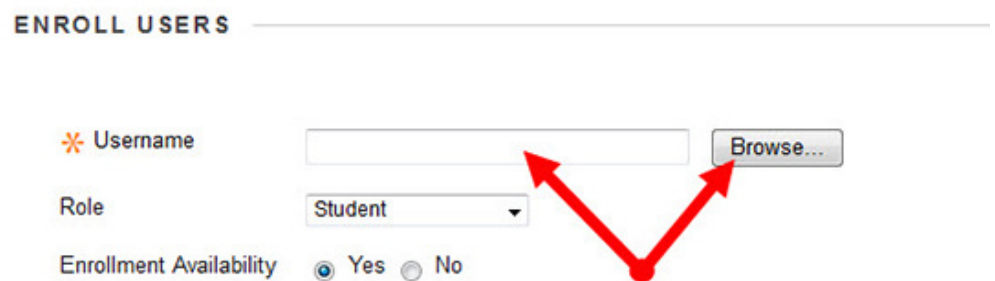 ENROLL USERS
Username Browse...
Role Student
Enrollment Availability Yes No